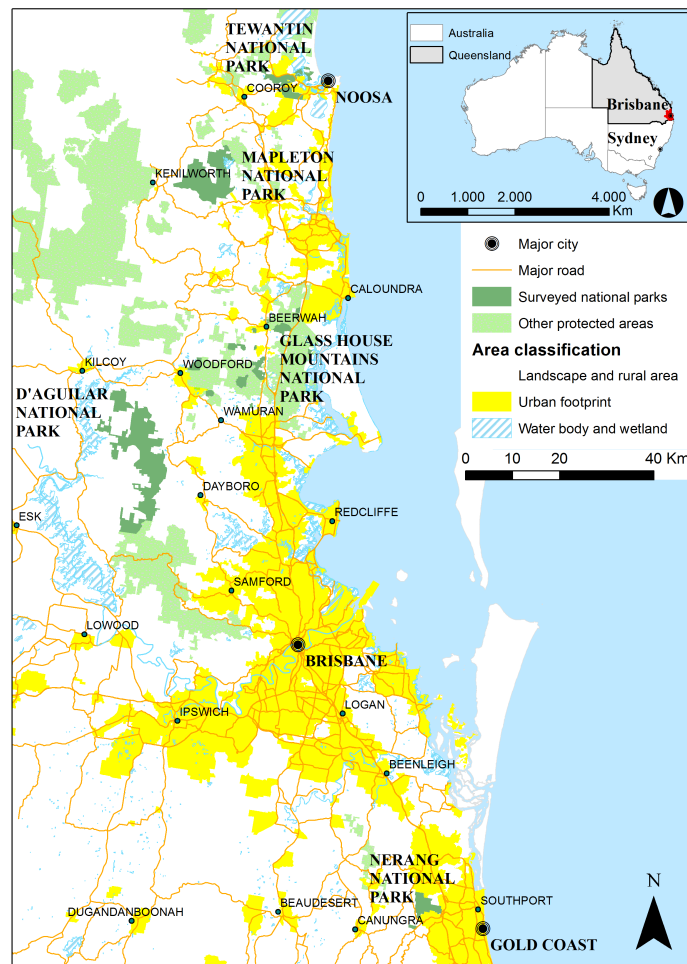 TEWANTIN
NATIONAL
PARK
COOROY
NOOSA
MAPLETON
NATIONAL
PARK
KENILWORTH
CALOUNDRA
BEERWAH
GLASS HOUSE
MOUNTAINS
NATIONAL
PARK
KILCOY
WOODFORD
D'AGUILAR
NATIONAL
PARK
WAMURAN
DAYBORO
ESK
REDCLIFFE
SAMFORD
LOWOOD
BRISBANE
IPSWICH
LOGAN
BEENLEIGH
NERANG
NATIONAL
PARK
DUGANDANBOONAH
BEAUDESERT
CANUNGRA
SOUTHPORT
GOLD COAST
Australia
Queensland
Brisbane
Sydney
0 1.000 2.000 4.000
Km
Major city
Major road
Surveyed national parks
Other protected areas
Area classification
Landscape and rural area
Urban footprint
Water body and wetland
0 10 20 40 Km
N